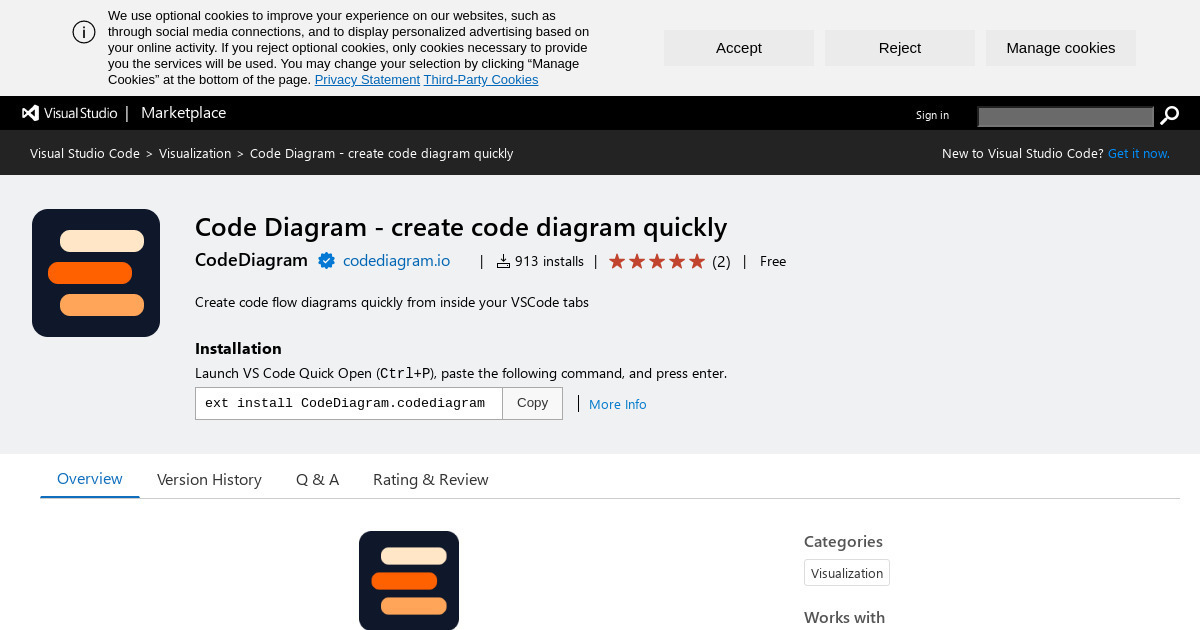 We use optional cookies to improve your experience on our websites, such as
through social media connections, and to display personalized advertising based on
your online activity. If you reject optional cookies, only cookies necessary to provide
you the services will be used. You may change your selection by clicking “Manage
Cookies” at the bottom of the page. Privacy Statement Third-Party Cookies
Accept
Reject
Manage cookies
Visual Studio | Marketplace
Sign in
Visual Studio Code > Visualization > Code Diagram - create code diagram quickly
New to Visual Studio Code? Get it now.
Code Diagram - create code diagram quickly
CodeDiagram codediagram.io | 913 installs | (2) | Free
Create code flow diagrams quickly from inside your VSCode tabs
Installation
Launch VS Code Quick Open (Ctrl+P), paste the following command, and press enter.
ext install CodeDiagram.codediagram
Copy
More Info
Overview
Version History
Q & A
Rating & Review
Categories
Visualization
Works with